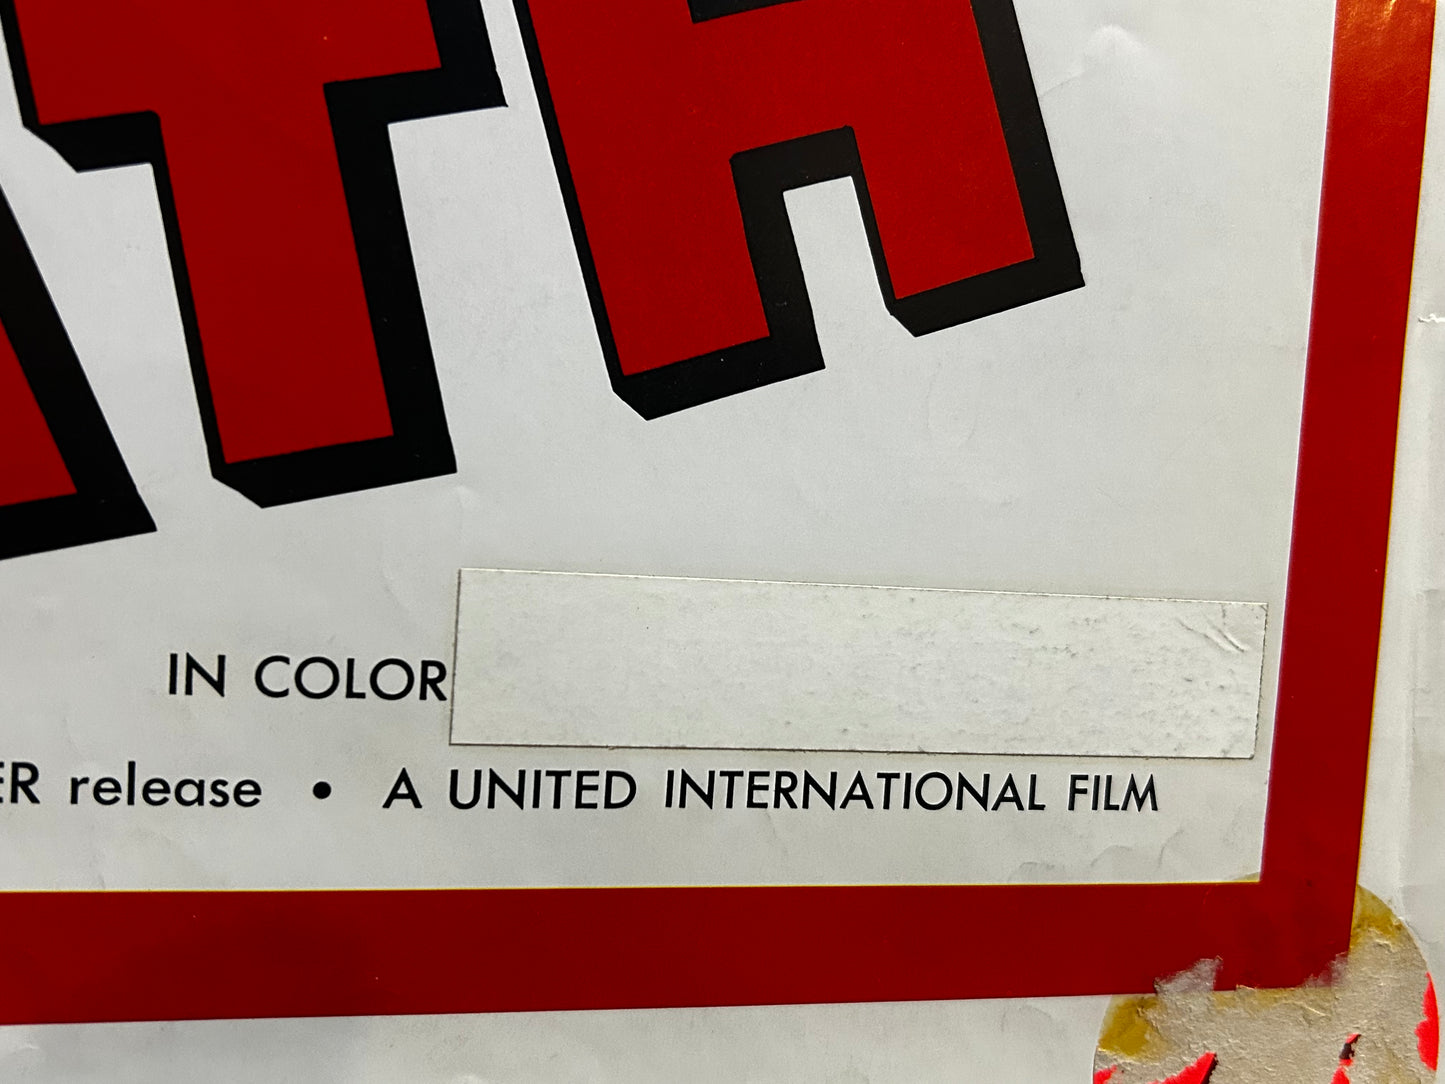 ATH
IN COLOR
ER release • A UNITED INTERNATIONAL FILM